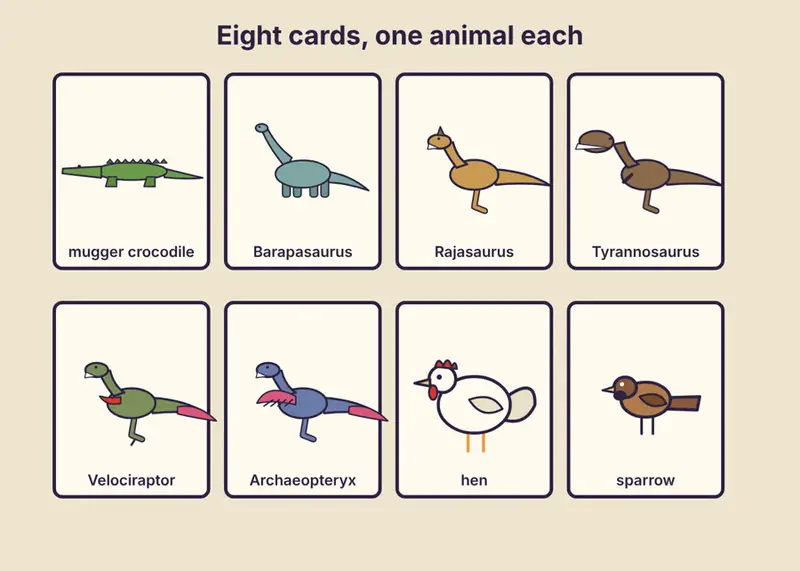 Eight cards, one animal each
mugger crocodile
Barapasaurus
Rajasaurus
Tyrannosaurus
Velociraptor
Archaeopteryx
hen
sparrow